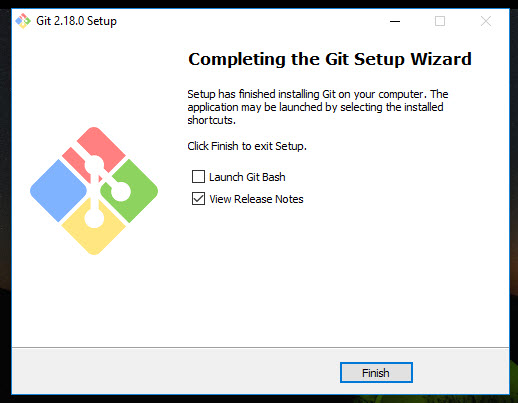 Git 2.18.0 Setup
Completing the Git Setup Wizard
Setup has finished installing Git on your computer. The
application may be launched by selecting the installed
shortcuts.
Click Finish to exit Setup.
Launch Git Bash
View Release Notes
Finish